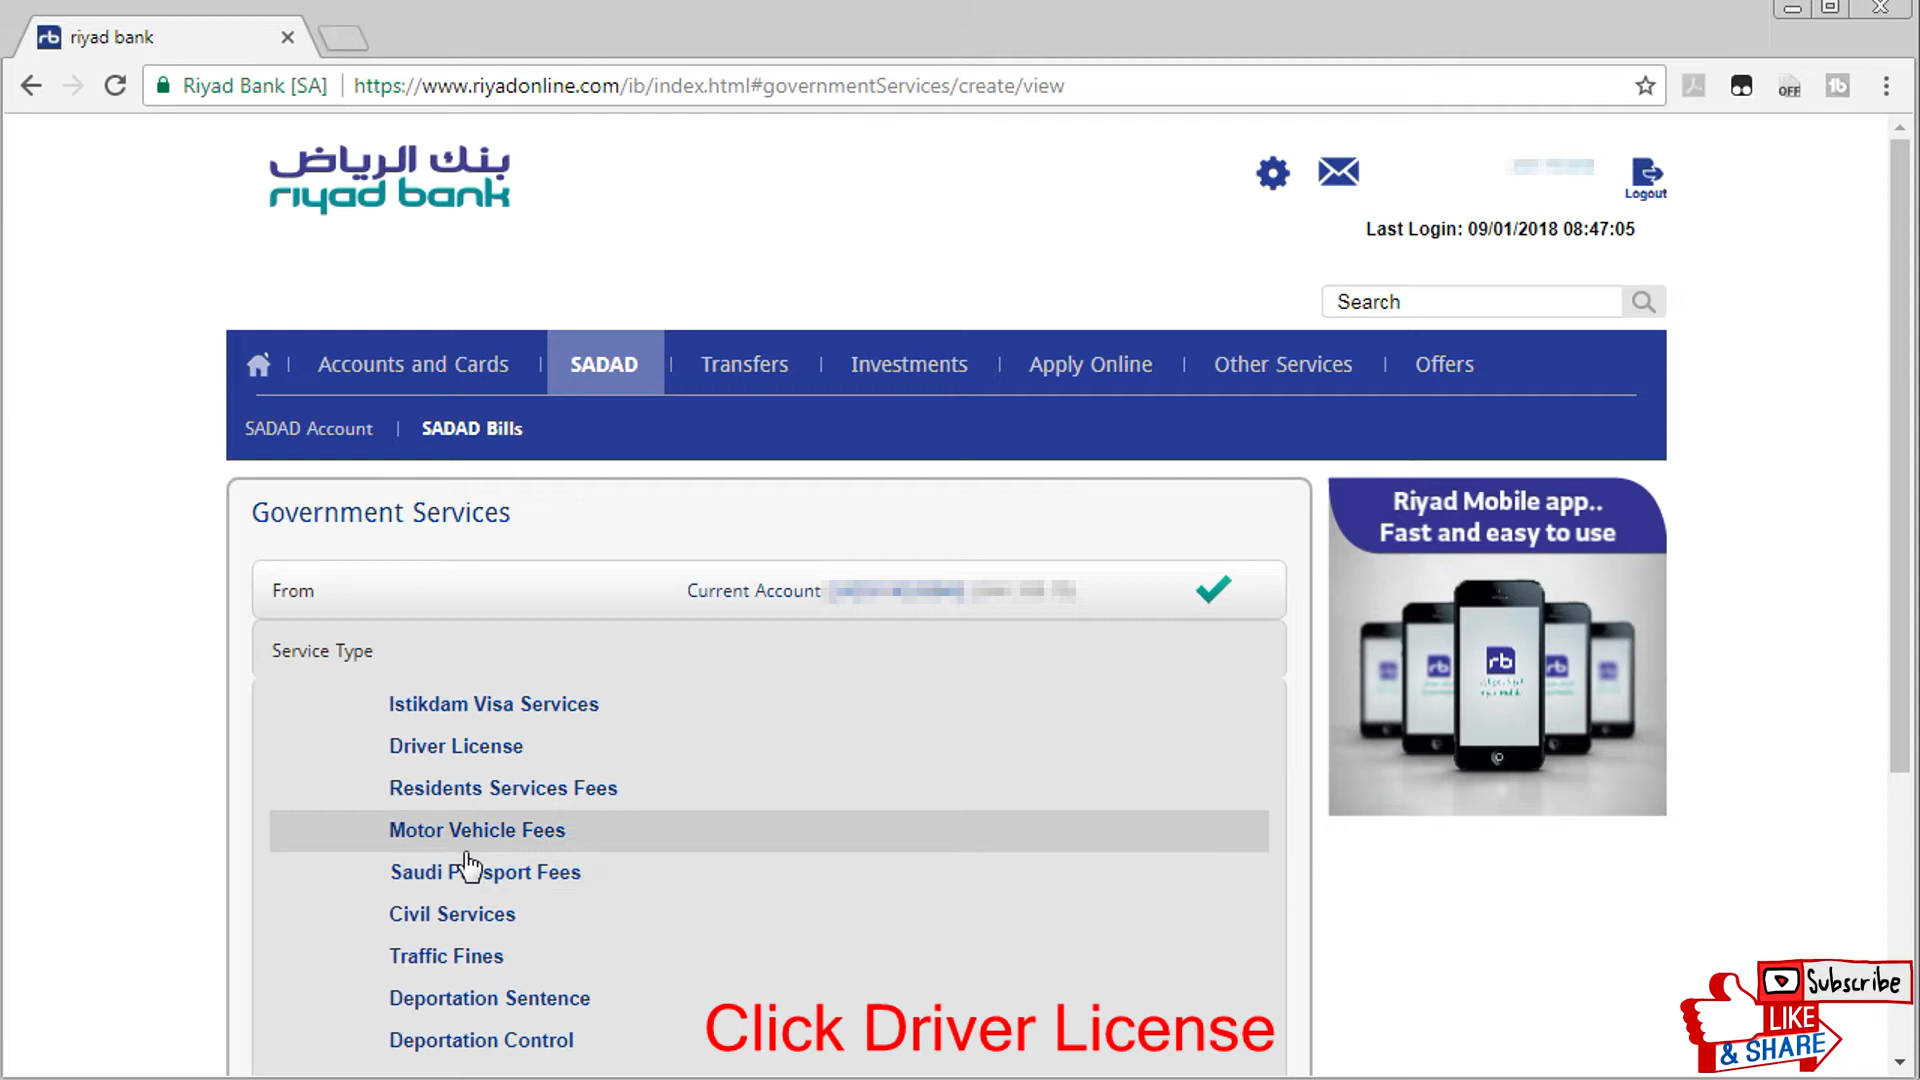 riyad bank
Riyad Bank [SA] | https://www.riyadonline.com/ib/index.html#governmentServices/create/view
OFF
بنك الرياض
riyad bank
Logout
Last Login: 09/01/2018 08:47:05
Search
Accounts and Cards | SADAD | Transfers | Investments | Apply Online | Other Services | Offers
SADAD Account | SADAD Bills
Government Services
Riyad Mobile app..
Fast and easy to use
From Current Account
Service Type
Istikdam Visa Services
Driver License
Residents Services Fees
Motor Vehicle Fees
Saudi P sport Fees
Civil Services
Traffic Fines
Deportation Sentence
Deportation Control
Click Driver License
Subscribe
LIKE
& SHARE